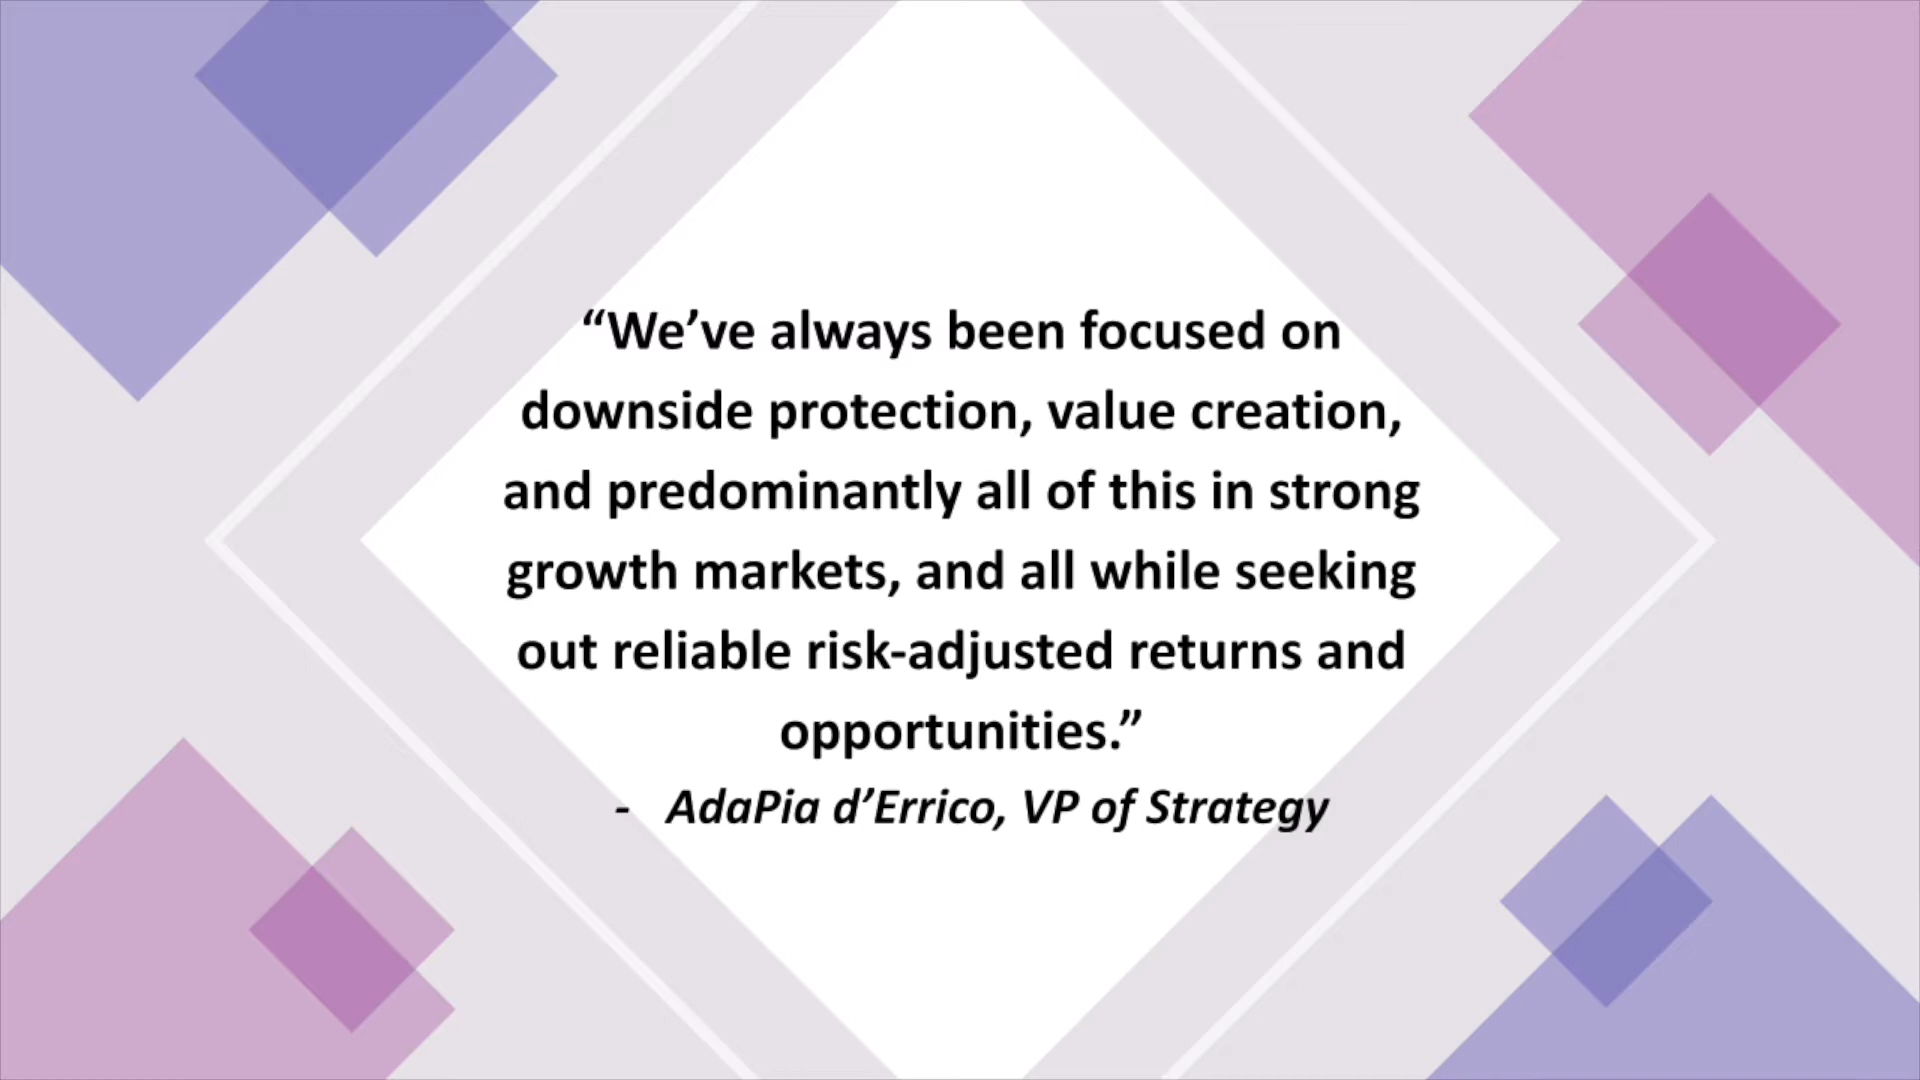 “We’ve always been focused on
downside protection, value creation,
and predominantly all of this in strong
growth markets, and all while seeking
out reliable risk-adjusted returns and
opportunities.”
- AdaPia d’Errico, VP of Strategy